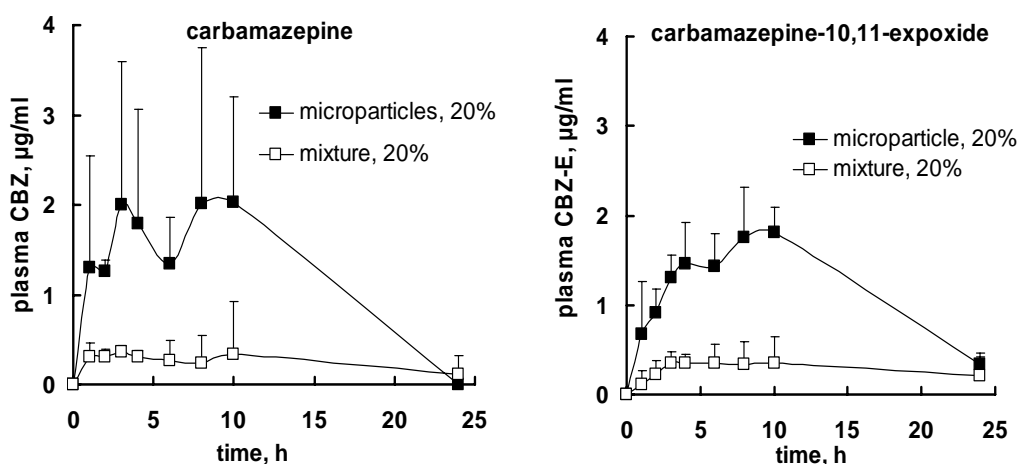 carbamazepine
plasma CBZ, µg/ml
4
3
2
1
0
microparticles, 20%
mixture, 20%
0 5 10 15 20 25
time, h
carbamazepine-10,11-expoxide
plasma CBZ-E, µg/ml
4
3
2
1
0
microparticle, 20%
mixture, 20%
0 5 10 15 20 25
time, h